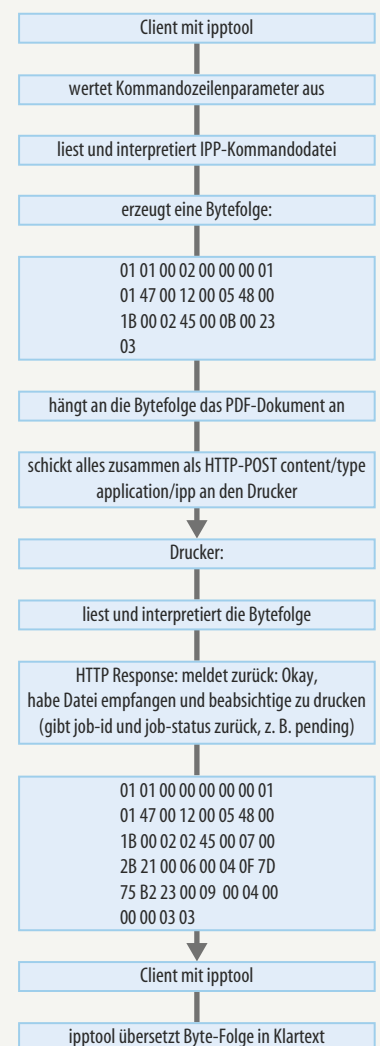 Client mit ipptool
wertet Kommandozeilenparameter aus
liest und interpretiert IPP-Kommandodatei
erzeugt eine Bytefolge:
01 01 00 02 00 00 00 01
01 47 00 12 00 05 48 00
1B 00 02 45 00 0B 00 23
03
hängt an die Bytefolge das PDF-Dokument an
schickt alles zusammen als HTTP-POST content/type
application/ipp an den Drucker
Drucker:
liest und interpretiert die Bytefolge
HTTP Response: meldet zurück: Okay,
habe Datei empfangen und beabsichtige zu drucken
(gibt job-id und job-status zurück, z. B. pending)
01 01 00 00 00 00 00 01
01 47 00 12 00 05 48 00
1B 00 02 02 45 00 07 00
2B 21 00 06 00 04 0F 7D
75 B2 23 00 09 00 04 00
00 00 03 03
Client mit ipptool
ipptool übersetzt Byte-Folge in Klartext